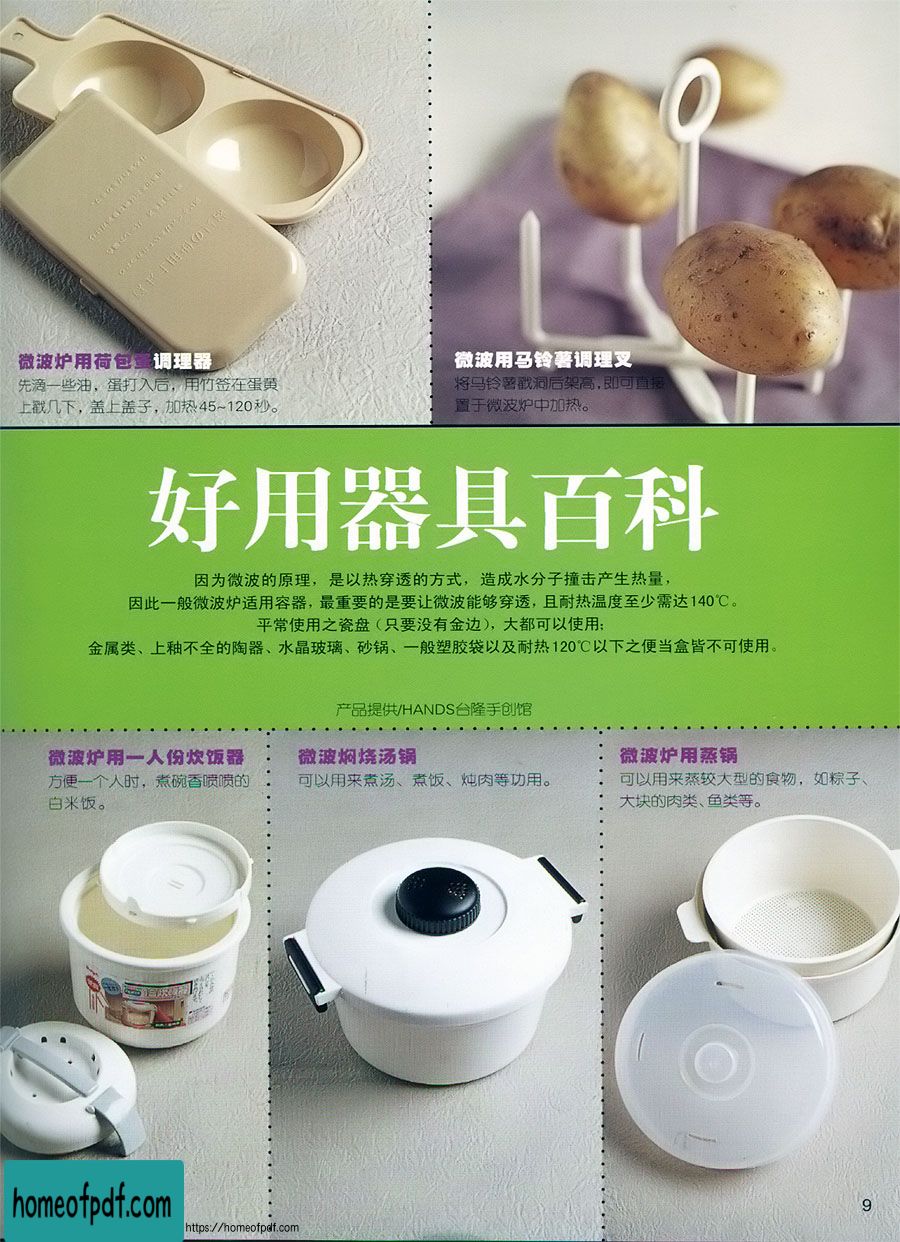 微波炉用荷包蛋调理器
先滴一些油，蛋打入后，用竹签在蛋黄
上戳几下，盖上盖子，加热45~120秒。
微波用马铃薯调理叉
将马铃薯戳洞后架高，即可直接
置于微波炉中加热。
好用器具百科
因为微波的原理，是以热穿透的方式，造成水分子撞击产生热量，
因此一般微波炉适用容器，最重要的是要让微波能够穿透，且耐热温度至少需达140℃。
平常使用之瓷盘（只要没有金边），大都可以使用；
金属类、上釉不全的陶器、水晶玻璃、砂锅、一般塑胶袋以及耐热120℃以下之便当盒皆不可使用。
产品提供/HANDS台隆手创馆
微波炉用一人份炊饭器
方便一个人时，煮碗香喷喷的
白米饭。
微波焖烧汤锅
可以用来煮汤、煮饭、炖肉等功用。
微波炉用蒸锅
可以用来蒸较大型的食物，如粽子、
大块的肉类、鱼类等。
9
homeofpdf.com
https://homeofpdf.com